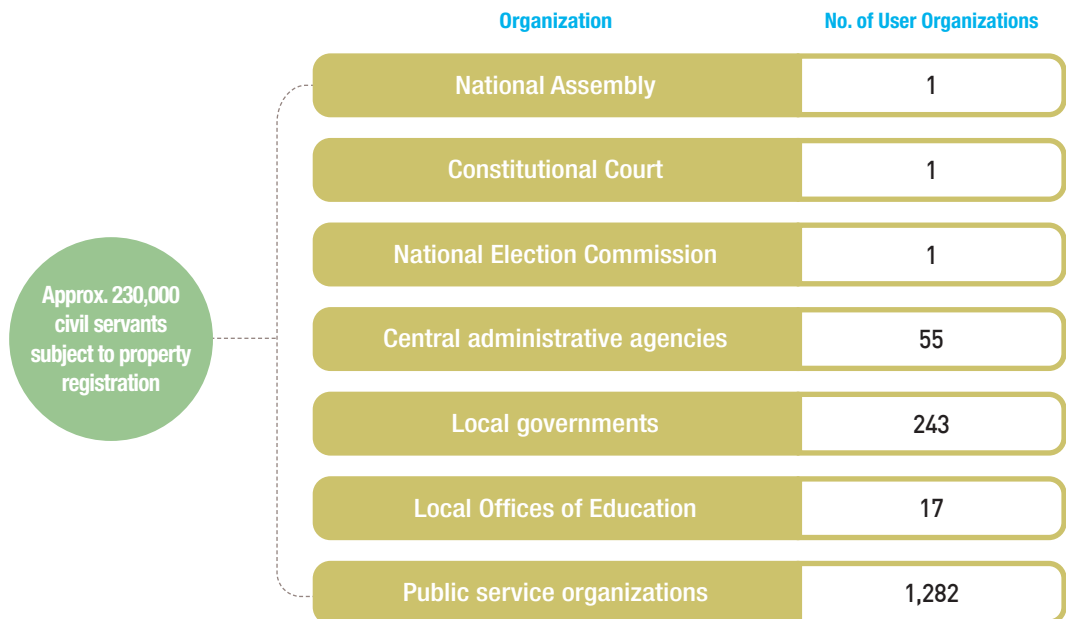 Organization No. of User Organizations
National Assembly 1
Constitutional Court 1
National Election Commission 1
Approx. 230,000
civil servants
subject to property
registration
Central administrative agencies 55
Local governments 243
Local Offices of Education 17
Public service organizations 1,282